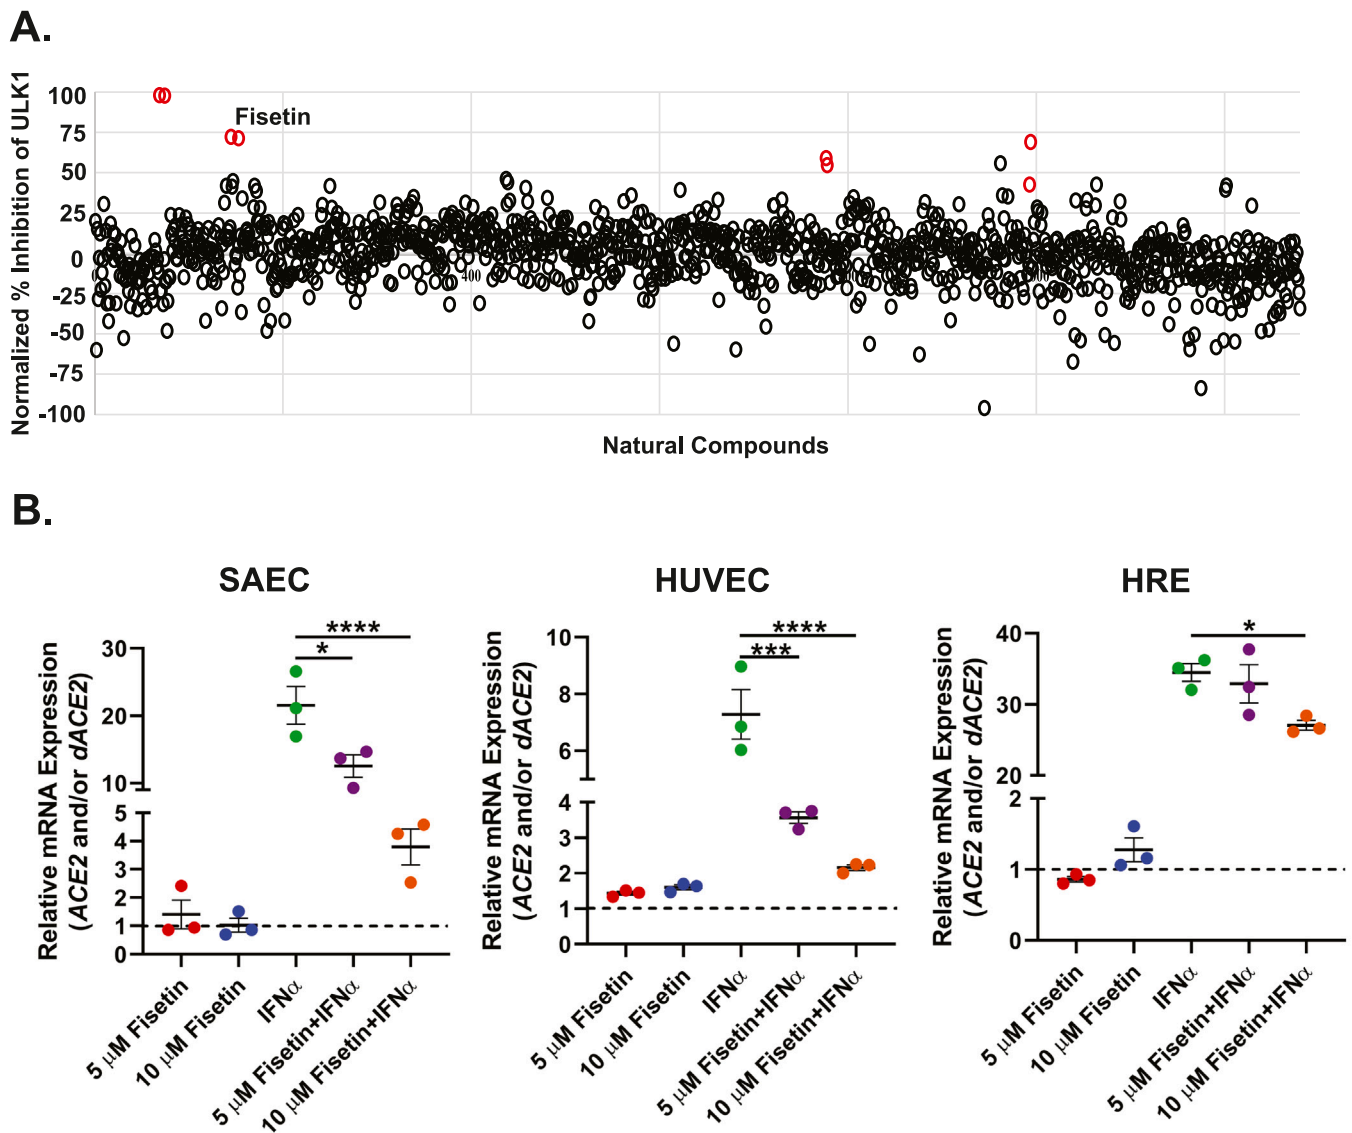 A.
Normalized % Inhibition of ULK1
100
75
50
25
0
-25
-50
-75
-100
Fisetin
400
Natural Compounds
B.
SAEC
Relative mRNA Expression
(ACE2 and/or dACE2)
30
20
10
5
4
3
2
1
0
****
*
5 μM Fisetin
10 μM Fisetin
IFNα
5 μM Fisetin+IFNα
10 μM Fisetin+IFNα
HUVEC
Relative mRNA Expression
(ACE2 and/or dACE2)
10
8
6
4
3
2
1
0
****
***
5 μM Fisetin
10 μM Fisetin
IFNα
5 μM Fisetin+IFNα
10 μM Fisetin+IFNα
HRE
Relative mRNA Expression
(ACE2 and/or dACE2)
40
30
20
2
1
0
*
5 μM Fisetin
10 μM Fisetin
IFNα
5 μM Fisetin+IFNα
10 μM Fisetin+IFNα